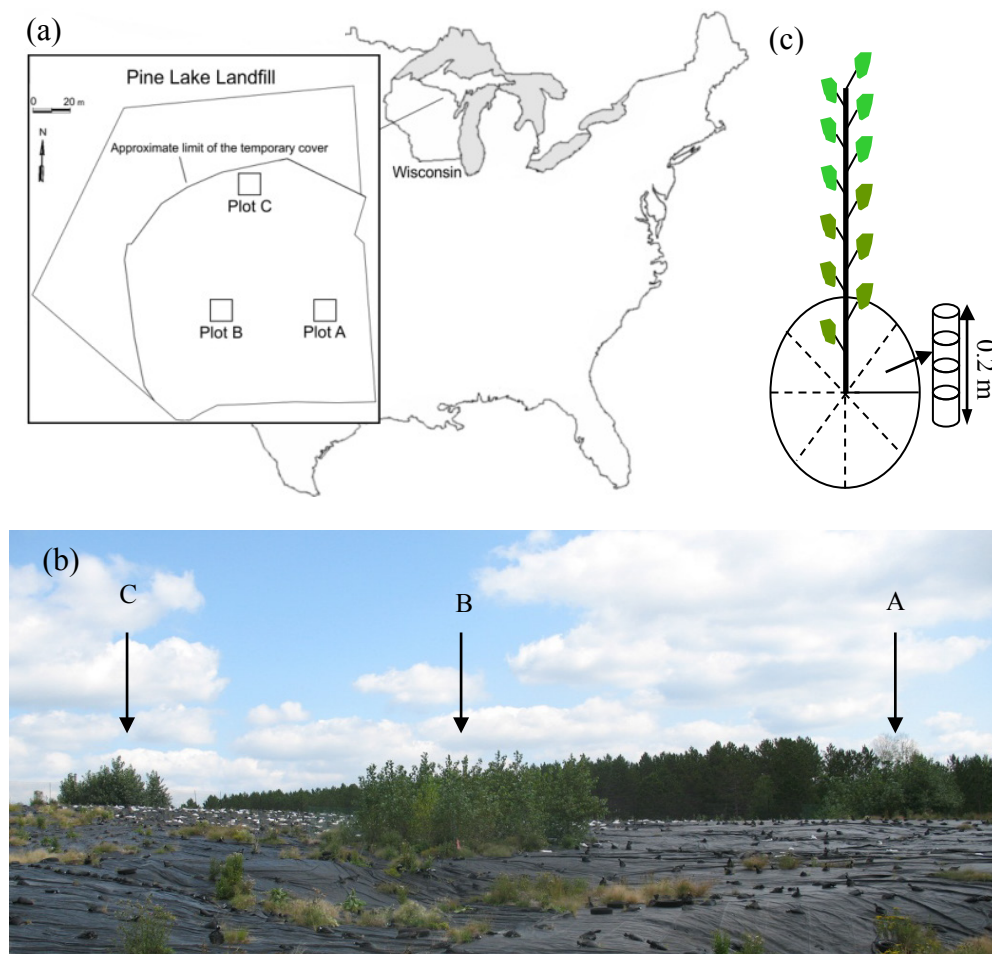 (a)
Pine Lake Landfill
0 20 m
N
Approximate limit of the temporary cover
Plot C
Plot B
Plot A
Wisconsin
(c)
0.2 m
(b)
C
B
A